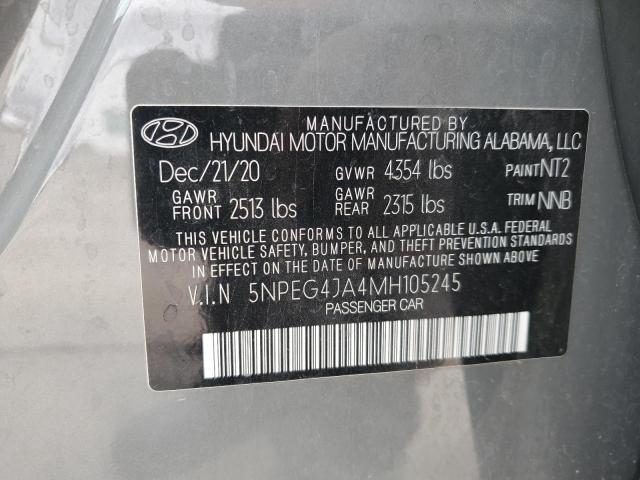 MANUFACTURED BY
HYUNDAI MOTOR MANUFACTURING ALABAMA, LLC
Dec/21/20 GVWR 4354 lbs PAINT NT2
GAWR FRONT 2513 lbs GAWR REAR 2315 lbs TRIM NNB
THIS VEHICLE CONFORMS TO ALL APPLICABLE U.S.A. FEDERAL
MOTOR VEHICLE SAFETY, BUMPER, AND THEFT PREVENTION STANDARDS
IN EFFECT ON THE DATE OF MANUFACTURE SHOWN ABOVE.
V.I.N 5NPEG4JA4MH105245
PASSENGER CAR